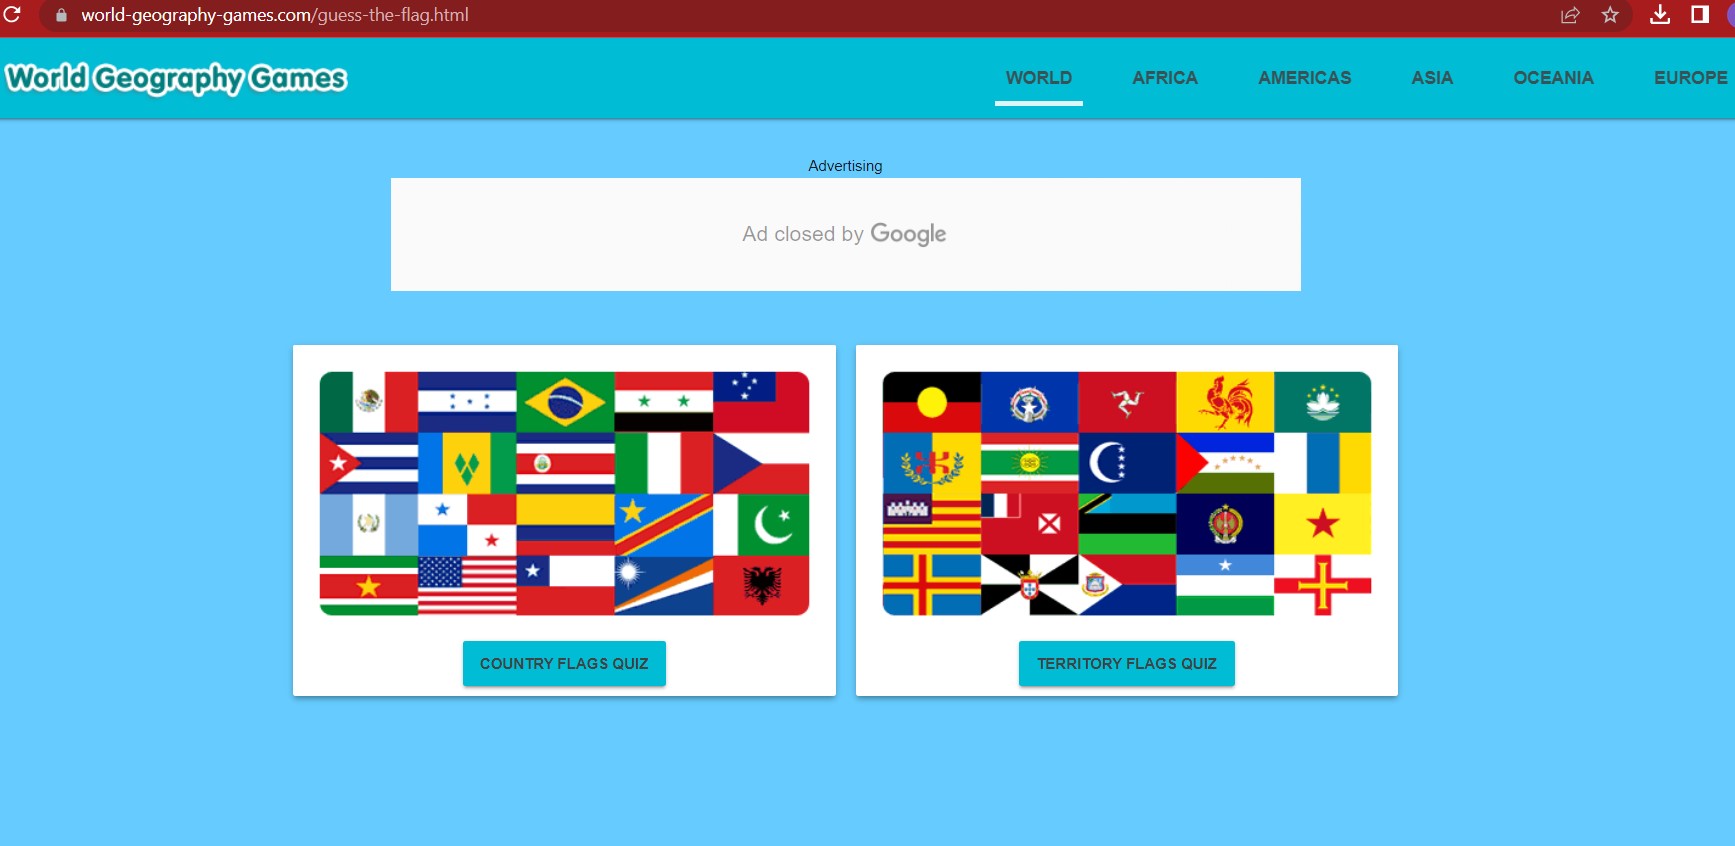 world-geography-games.com/guess-the-flag.html
World Geography Games
WORLD
AFRICA
AMERICAS
ASIA
OCEANIA
EUROPE
Advertising
Ad closed by Google
COUNTRY FLAGS QUIZ
TERRITORY FLAGS QUIZ